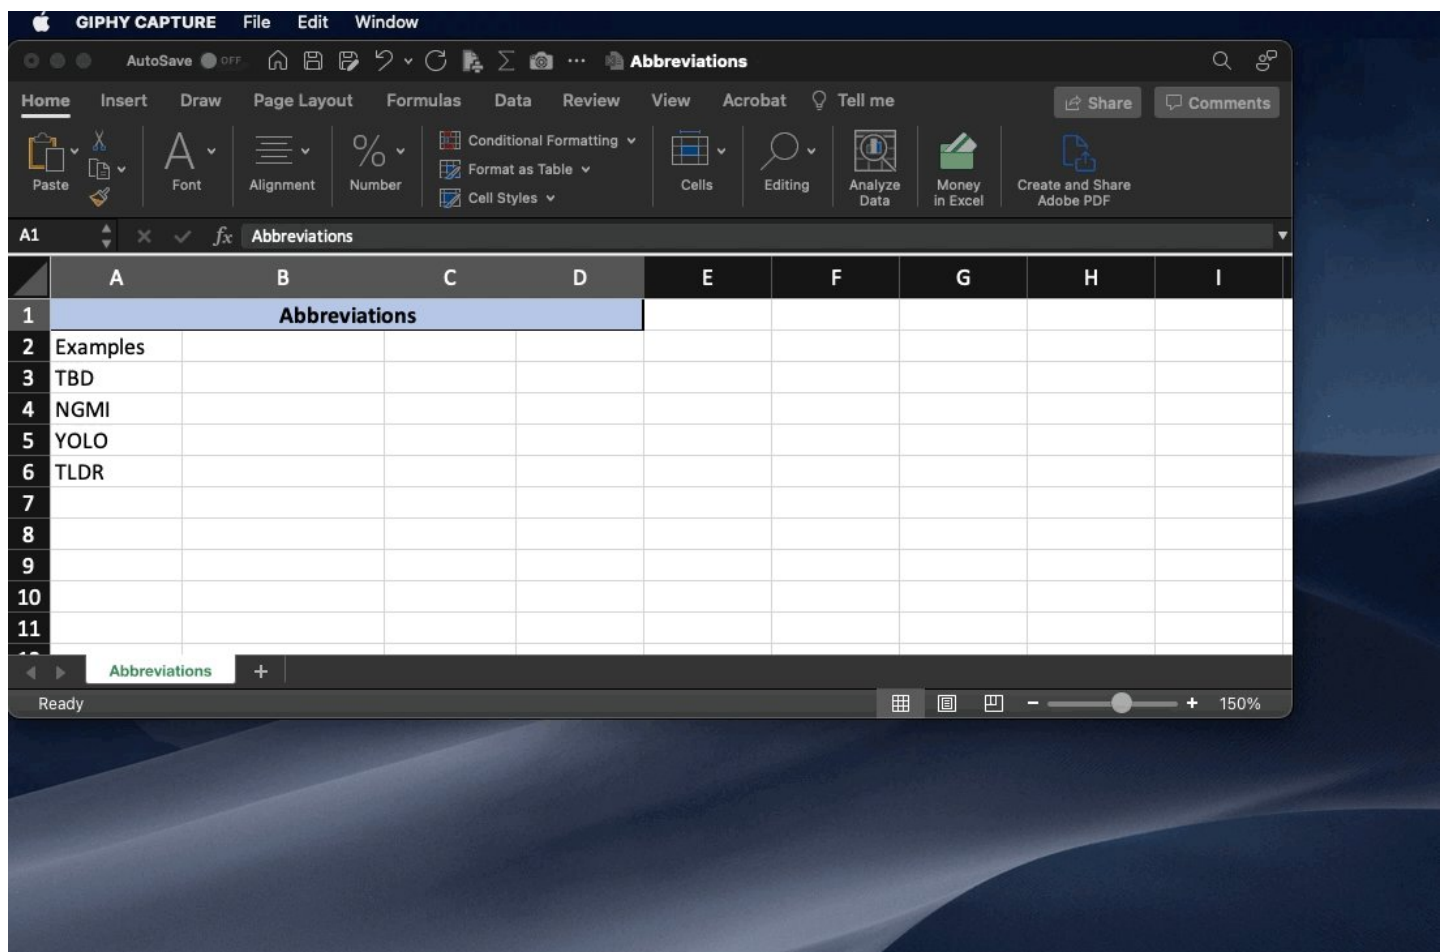 GIPHY CAPTURE File Edit Window
AutoSave OFF Abbreviations
Home Insert Draw Page Layout Formulas Data Review View Acrobat Tell me Share Comments
Paste Font Alignment Number Conditional Formatting Format as Table Cell Styles Cells Editing Analyze Data Money in Excel Create and Share Adobe PDF
A1 fx Abbreviations
A B C D E F G H I
1 Abbreviations
2 Examples
3 TBD
4 NGMI
5 YOLO
6 TLDR
7
8
9
10
11
Abbreviations +
Ready - + 150%